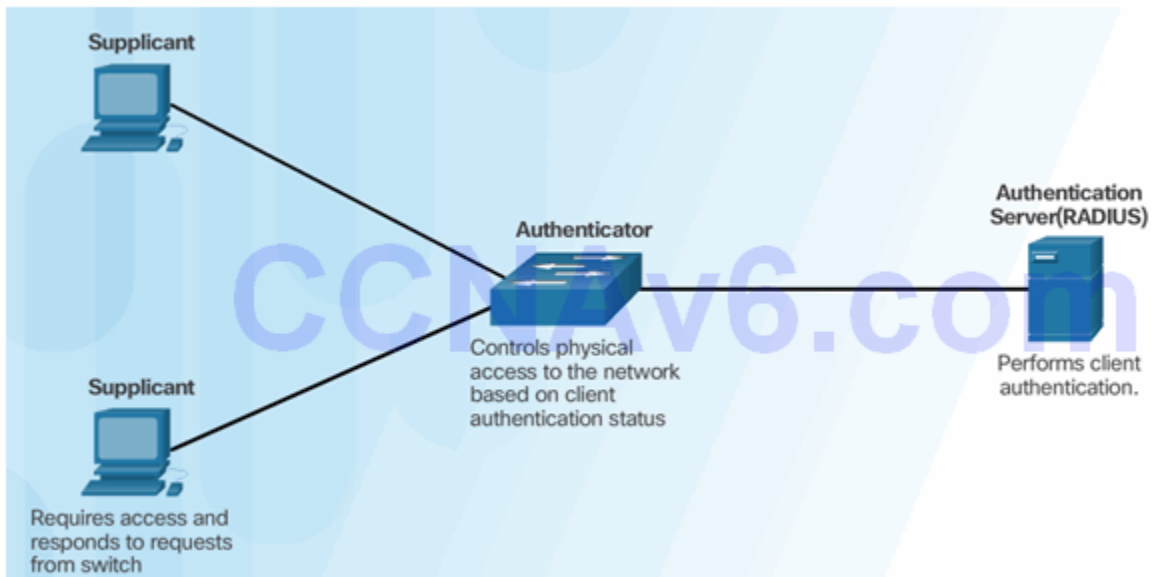 Supplicant
Authenticator
Controls physical
access to the network
based on client
authentication status
Authentication
Server(RADIUS)
Performs client
authentication.
Supplicant
Requires access and
responds to requests
from switch
CCNAv6.com